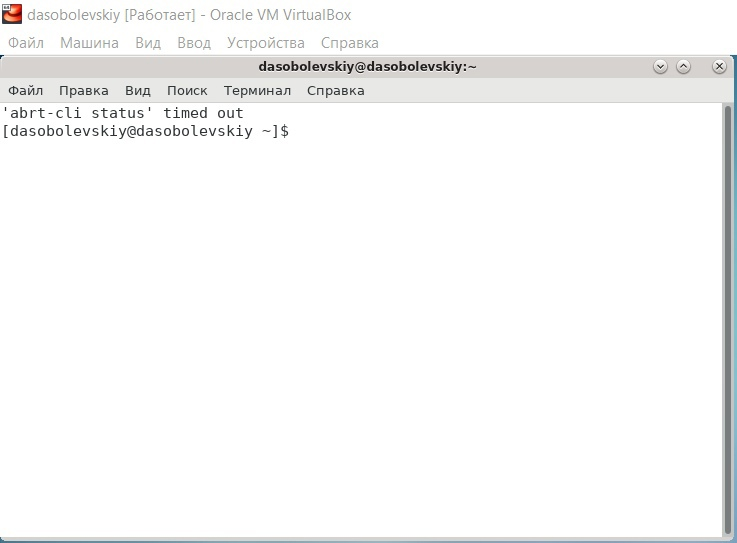 dasobolevskiy [Работает] - Oracle VM VirtualBox
Файл Машина Вид Ввод Устройства Справка
dasobolevskiy@dasobolevskiy:~
Файл Правка Вид Поиск Терминал Справка
'abrt-cli status' timed out
[dasobolevskiy@dasobolevskiy ~]$